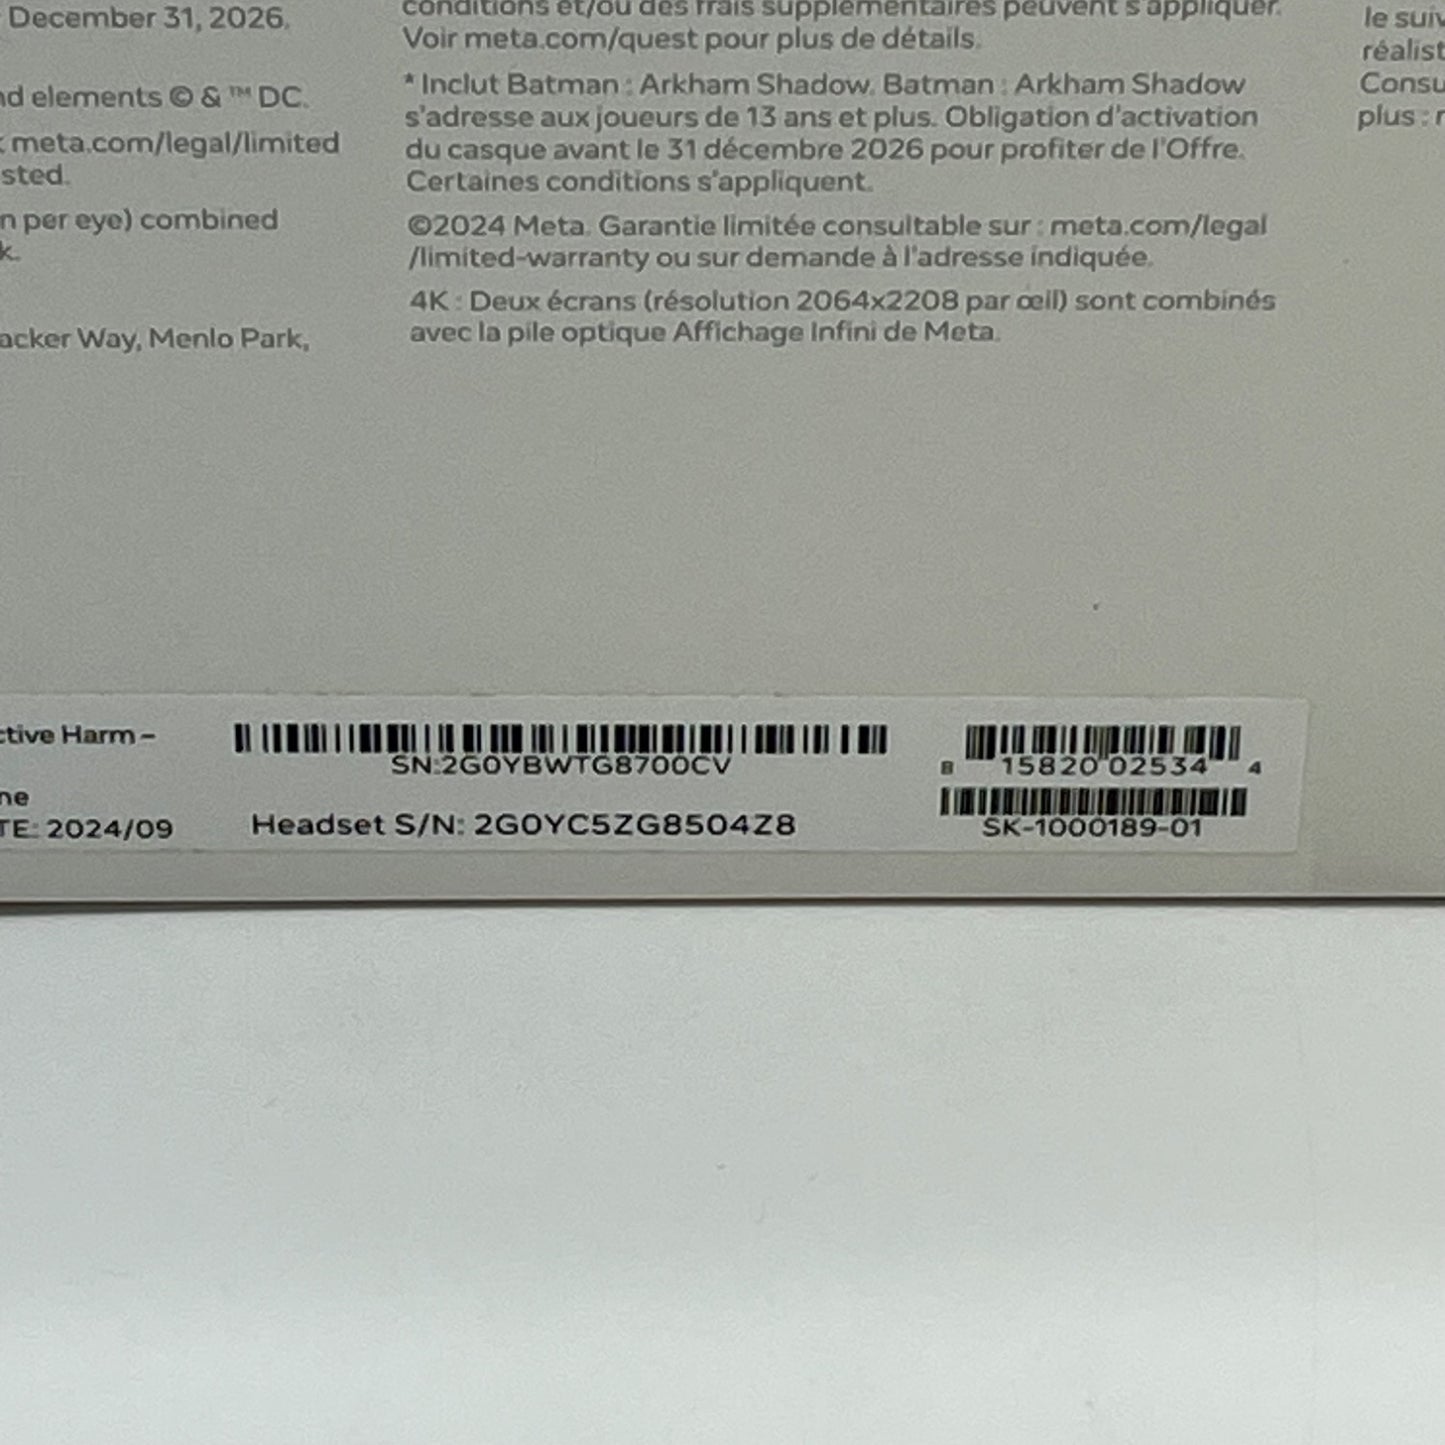 December 31, 2026.
nd elements © & ™ DC.
meta.com/legal/limited
sted.
n per eye) combined
k.
acker Way, Menlo Park,
conditions et/ou des frais supplémentaires peuvent s'appliquer.
Voir meta.com/quest pour plus de détails.
* Inclut Batman : Arkham Shadow. Batman : Arkham Shadow
s'adresse aux joueurs de 13 ans et plus. Obligation d'activation
du casque avant le 31 décembre 2026 pour profiter de l'Offre.
Certaines conditions s'appliquent.
©2024 Meta. Garantie limitée consultable sur : meta.com/legal
/limited-warranty ou sur demande à l'adresse indiquée.
4K : Deux écrans (résolution 2064x2208 par œil) sont combinés
avec la pile optique Affichage Infini de Meta.
le suiv
réalist
Consu
plus : r
ctive Harm –
ne
TE: 2024/09
SN:2G0YBWTG8700CV
Headset S/N: 2G0YC5ZG8504Z8
8 15820 02534 4
SK-1000189-01